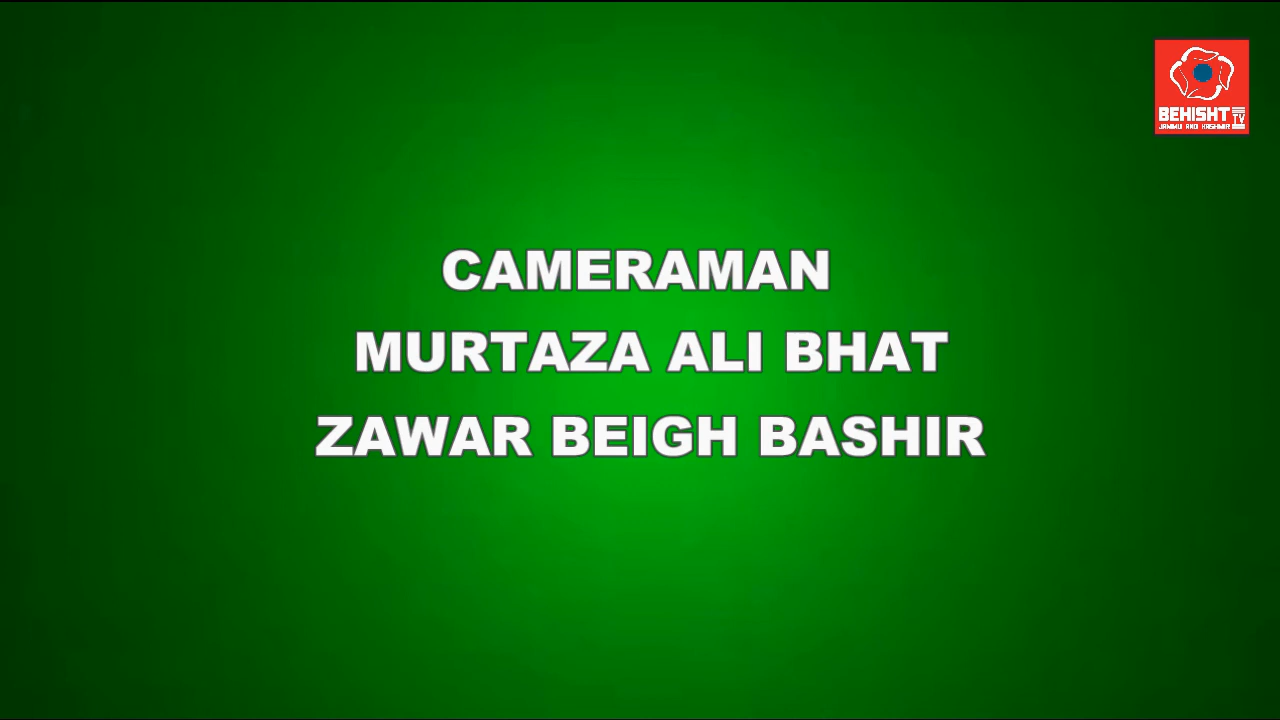 BEHISHT TV
JAMMU AND KASHMIR
CAMERAMAN
MURTAZA ALI BHAT
ZAWAR BEIGH BASHIR